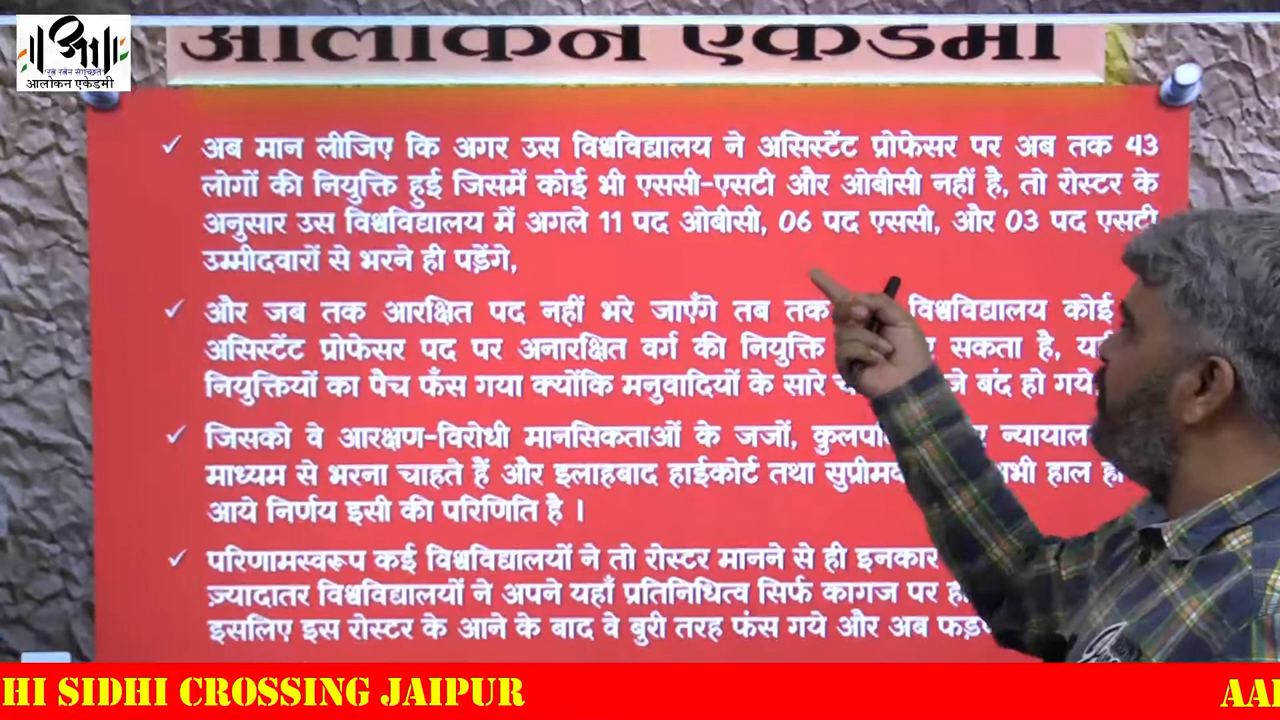 आ
रत्नं रत्नेन संगच्छते
आलोकन एकेडमी
आलोकन एकेडमी
✓ अब मान लीजिए कि अगर उस विश्वविद्यालय ने असिस्टेंट प्रोफेसर पर अब तक 43
लोगों की नियुक्ति हुई जिसमें कोई भी एससी-एसटी और ओबीसी नहीं है, तो रोस्टर के
अनुसार उस विश्वविद्यालय में अगले 11 पद ओबीसी, 06 पद एससी, और 03 पद एसटी
उम्मीदवारों से भरने ही पड़ेंगे,
✓ और जब तक आरक्षित पद नहीं भरे जाएँगे तब तक विश्वविद्यालय कोई
असिस्टेंट प्रोफेसर पद पर अनारक्षित वर्ग की नियुक्ति सकता है,
नियुक्तियों का पैच फँस गया क्योंकि मनुवादियों के सारे बंद हो गये
✓ जिसको वे आरक्षण-विरोधी मानसिकताओं के जजों,
माध्यम से भरना चाहते हैं और इलाहबाद हाईकोर्ट तथा हाल
आये निर्णय इसी की परिणिति है ।
✓ परिणामस्वरूप कई विश्वविद्यालयों ने तो रोस्टर मानने से ही इनकार
ज़्यादातर विश्वविद्यालयों ने अपने यहाँ प्रतिनिधित्व सिर्फ कागज पर
इसलिए इस रोस्टर के आने के बाद वे बुरी तरह फंस गये और अब
HI SIDHI CROSSING JAIPUR